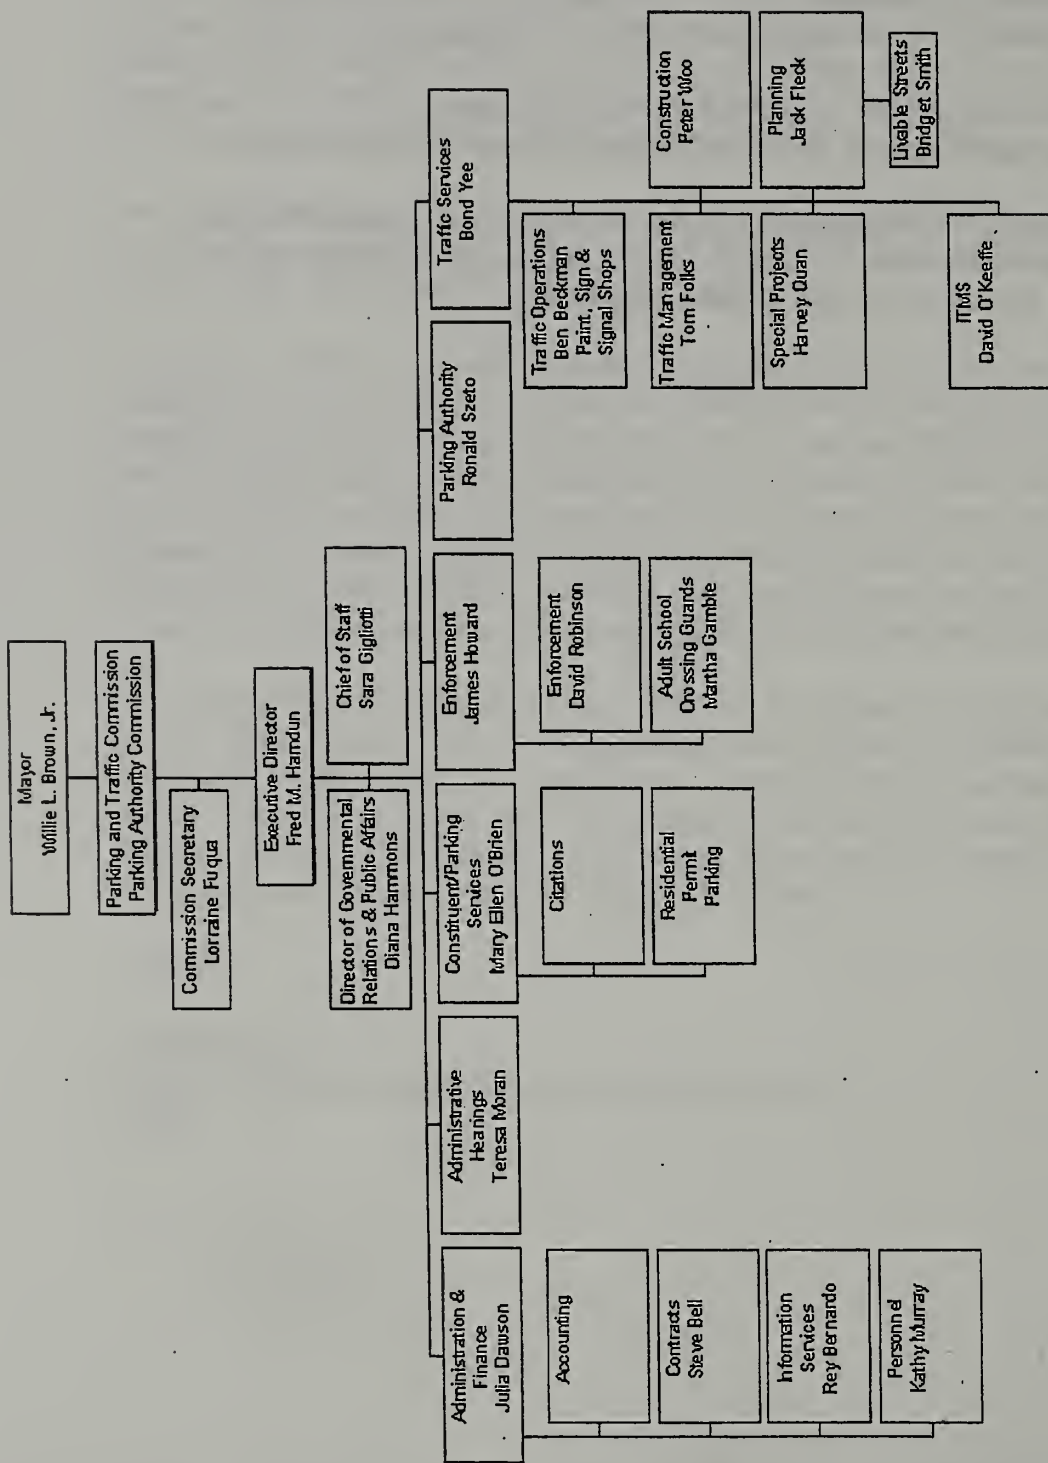 Mayor
Willie L. Brown, Jr.
Parking and Traffic Commission
Parking Authority Commission
Commission Secretary
Lorraine Fuqua
Executive Director
Fred M. Hamdun
Chief of Staff
Sara Gigliotti
Director of Governmental
Relations & Public Affairs
Diana Hammons
Administration &
Finance
Julia Dawson
Administrative
Hearings
Teresa Moran
Constituent/Parking
Services
Mary Ellen O'Brien
Enforcement
James Howard
Parking Authority
Ronald Szeto
Traffic Services
Bond Yee
Accounting
Contracts
Steve Bell
Information
Services
Rey Bernardo
Personnel
Kathy Murray
Citations
Residential
Permit
Parking
Enforcement
David Robinson
Adult School
Crossing Guards
Martha Gamble
Traffic Operations
Ben Beckman
Paint, Sign &
Signal Shops
Traffic Management
Tom Folks
Construction
Peter Woo
Special Projects
Harvey Quan
Planning
Jack Fleck
Livable Streets
Bridget Smith
ITMS
David O'Keeffe